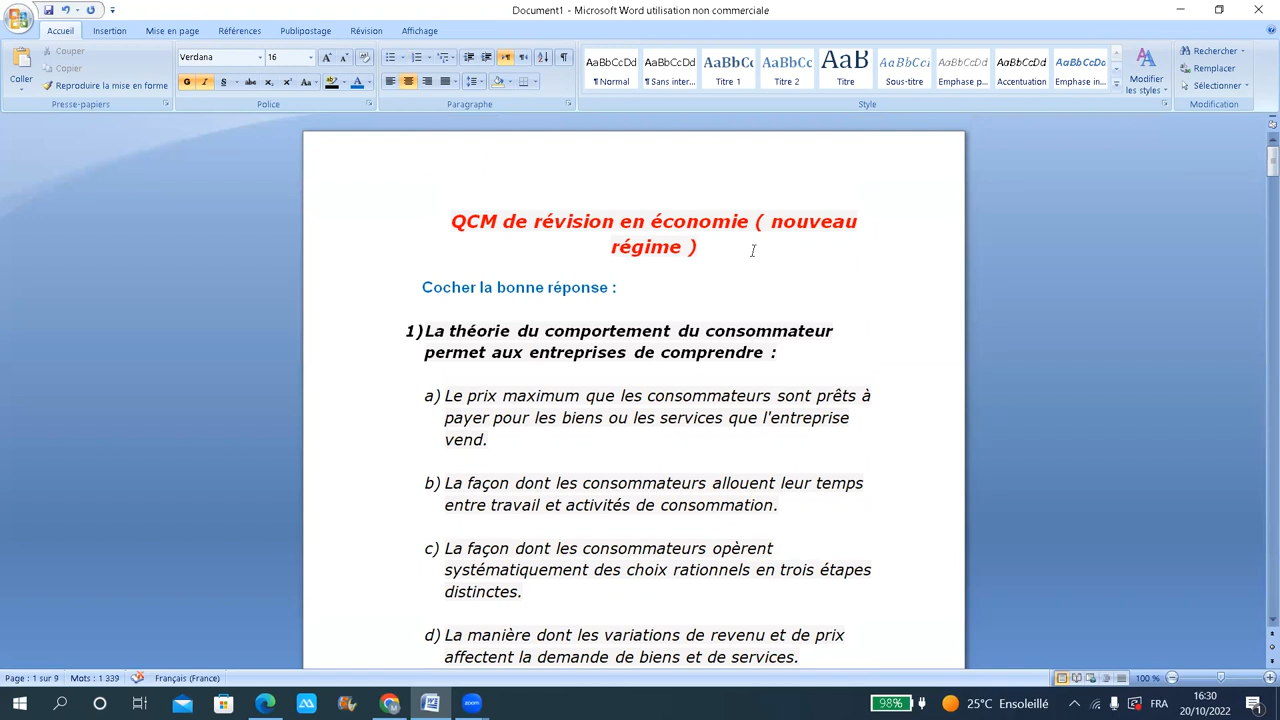 Document1 - Microsoft Word utilisation non commerciale
Accueil Insertion Mise en page Références Publipostage Révision Affichage
Couper
Copier
Reproduire la mise en forme
Coller
Presse-papiers
Verdana 16
G I S abc x₂ x² Aa A
Police
Paragraphe
AaBbCcDd AaBbCcDd AaBbCc AaBbCc AaB AaBbCc AaBbCcDd AaBbCcDd AaBbCcDd
¶ Normal ¶ Sans inter... Titre 1 Titre 2 Titre Sous-titre Emphase p... Accentuation Emphase in...
Modifier les styles
Style
Rechercher
Remplacer
Sélectionner
Modification
QCM de révision en économie ( nouveau
régime )
Cocher la bonne réponse :
1) La théorie du comportement du consommateur
permet aux entreprises de comprendre :
a) Le prix maximum que les consommateurs sont prêts à
payer pour les biens ou les services que l'entreprise
vend.
b) La façon dont les consommateurs allouent leur temps
entre travail et activités de consommation.
c) La façon dont les consommateurs opèrent
systématiquement des choix rationnels en trois étapes
distinctes.
d) La manière dont les variations de revenu et de prix
affectent la demande de biens et de services.
Page : 1 sur 9 Mots : 1 339 Français (France) 100 %
zoom 98% 25°C Ensoleillé FRA 16:30
20/10/2022 1